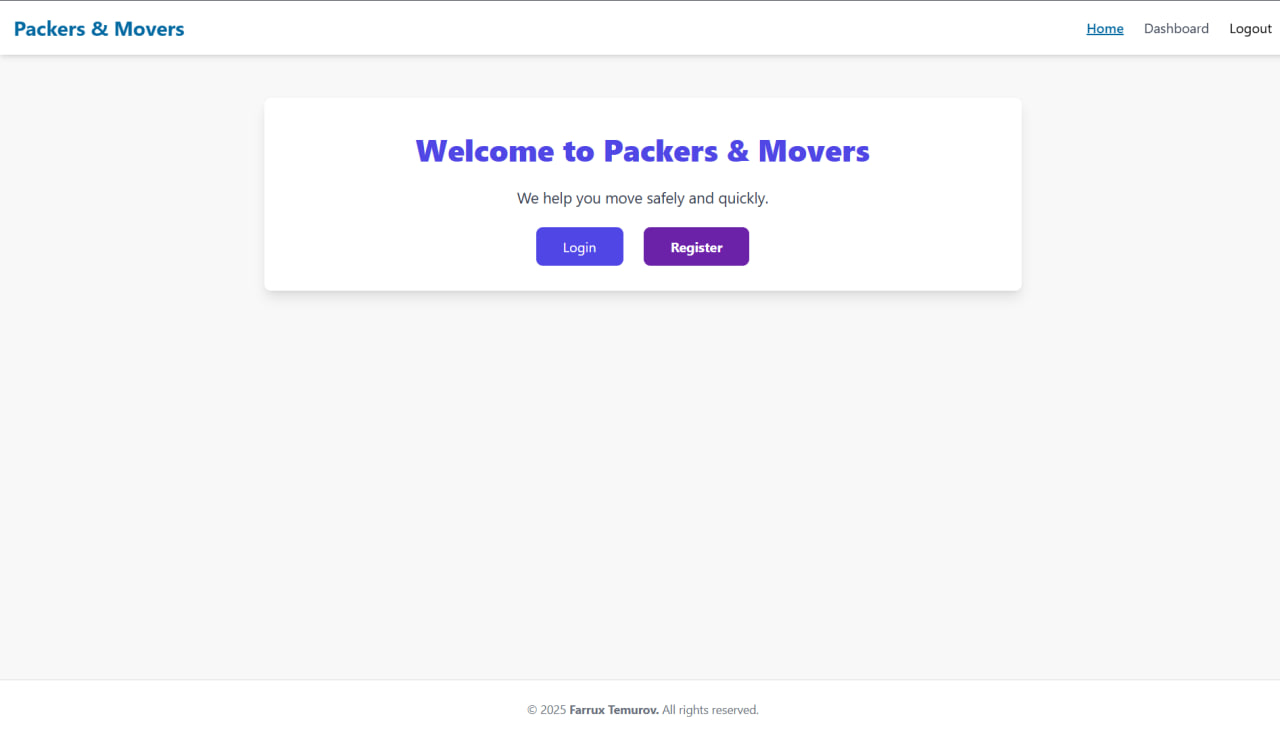 Packers & Movers
Home Dashboard Logout
Welcome to Packers & Movers
We help you move safely and quickly.
Login Register
© 2025 Farrux Temurov. All rights reserved.